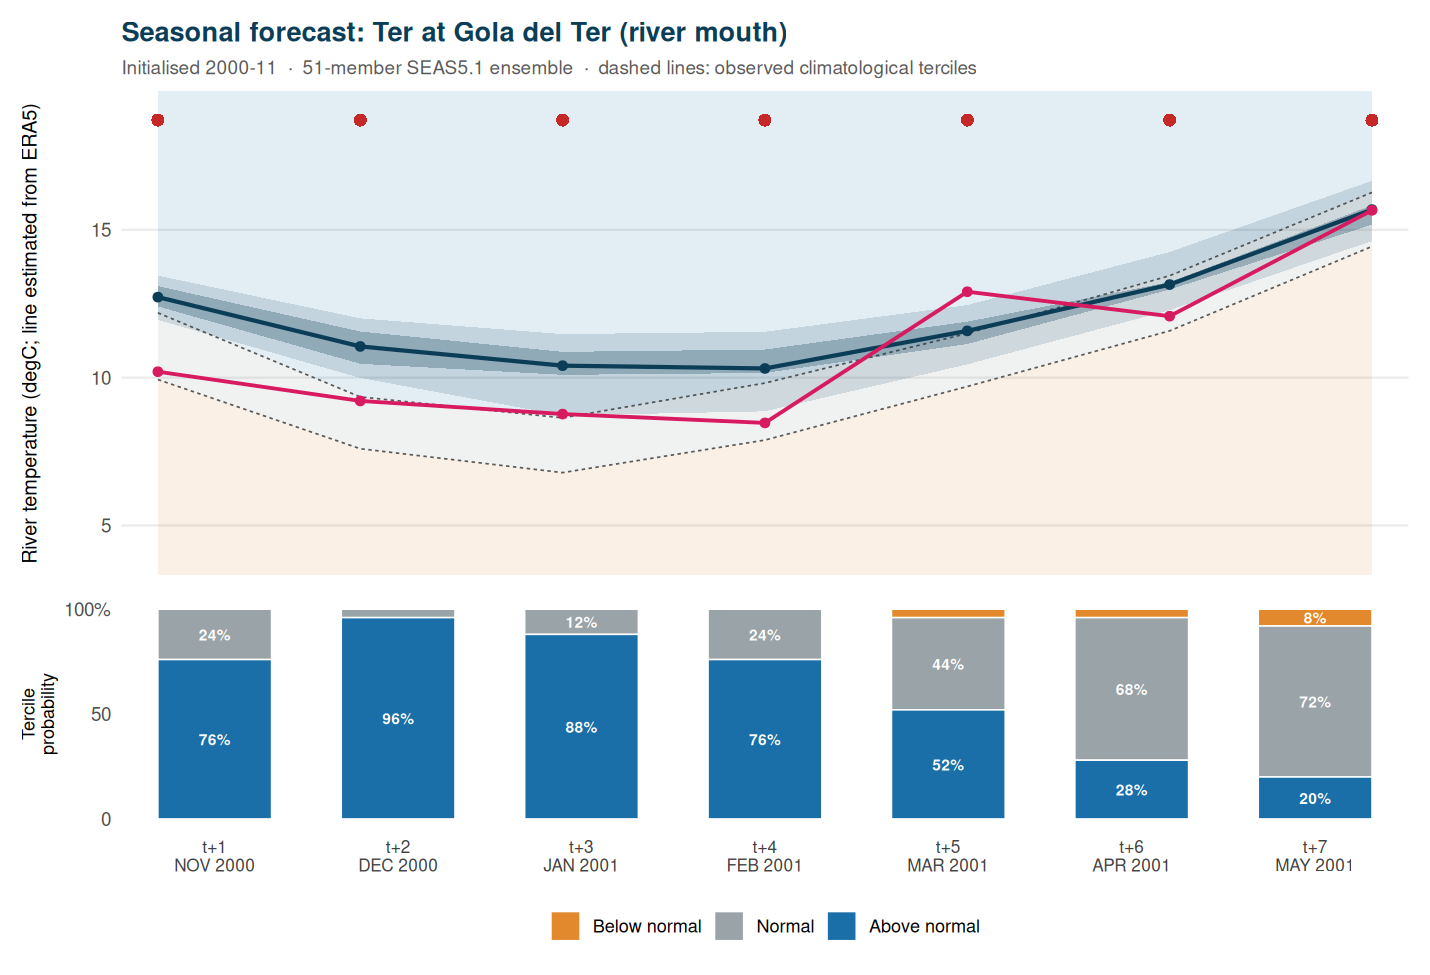 Seasonal forecast: Ter at Gola del Ter (river mouth)
Initialised 2000-11 · 51-member SEAS5.1 ensemble · dashed lines: observed climatological terciles
River temperature (degC; line estimated from ERA5)
15
10
5
Tercile
probability
100%
50
0
24%
76%
96%
12%
88%
24%
76%
44%
52%
68%
28%
8%
72%
20%
t+1
NOV 2000
t+2
DEC 2000
t+3
JAN 2001
t+4
FEB 2001
t+5
MAR 2001
t+6
APR 2001
t+7
MAY 2001
Below normal
Normal
Above normal